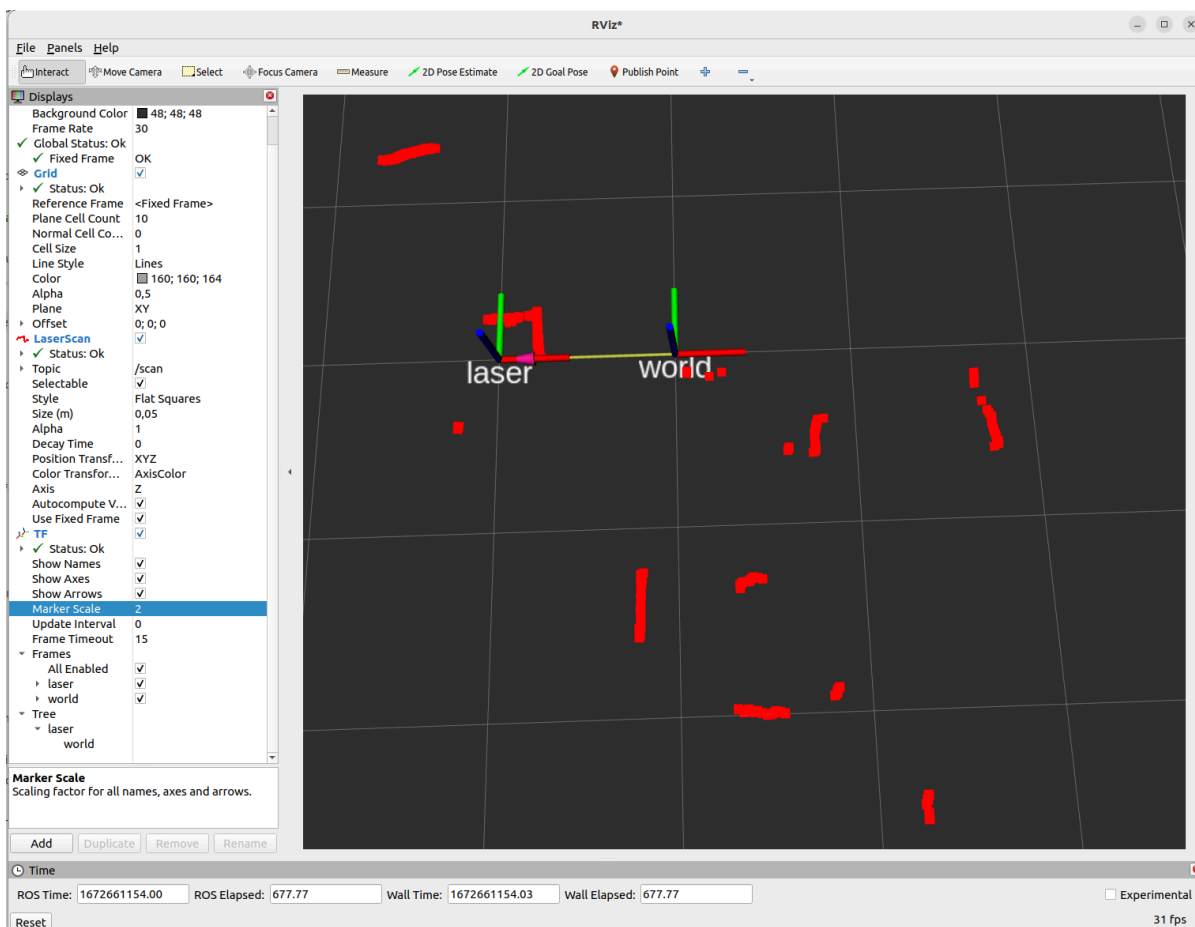 RViz*
File Panels Help
Interact Move Camera Select Focus Camera Measure 2D Pose Estimate 2D Goal Pose Publish Point
Displays
Background Color 48; 48; 48
Frame Rate 30
Global Status: Ok
Fixed Frame OK
Grid
Status: Ok
Reference Frame <Fixed Frame>
Plane Cell Count 10
Normal Cell Co... 0
Cell Size 1
Line Style Lines
Color 160; 160; 164
Alpha 0,5
Plane XY
Offset 0; 0; 0
LaserScan
Status: Ok
Topic /scan
Selectable
Style Flat Squares
Size (m) 0,05
Alpha 1
Decay Time 0
Position Transf... XYZ
Color Transfor... AxisColor
Axis Z
Autocompute V...
Use Fixed Frame
TF
Status: Ok
Show Names
Show Axes
Show Arrows
Marker Scale 2
Update Interval 0
Frame Timeout 15
Frames
All Enabled
laser
world
Tree
laser
world
Marker Scale
Scaling factor for all names, axes and arrows.
Add Duplicate Remove Rename
laser world
Time
ROS Time: 1672661154.00 ROS Elapsed: 677.77 Wall Time: 1672661154.03 Wall Elapsed: 677.77 Experimental
Reset 31 fps